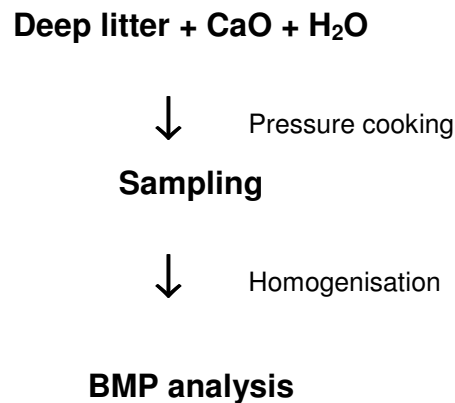 Deep litter + CaO + H₂O
↓ Pressure cooking
Sampling
↓ Homogenisation
BMP analysis